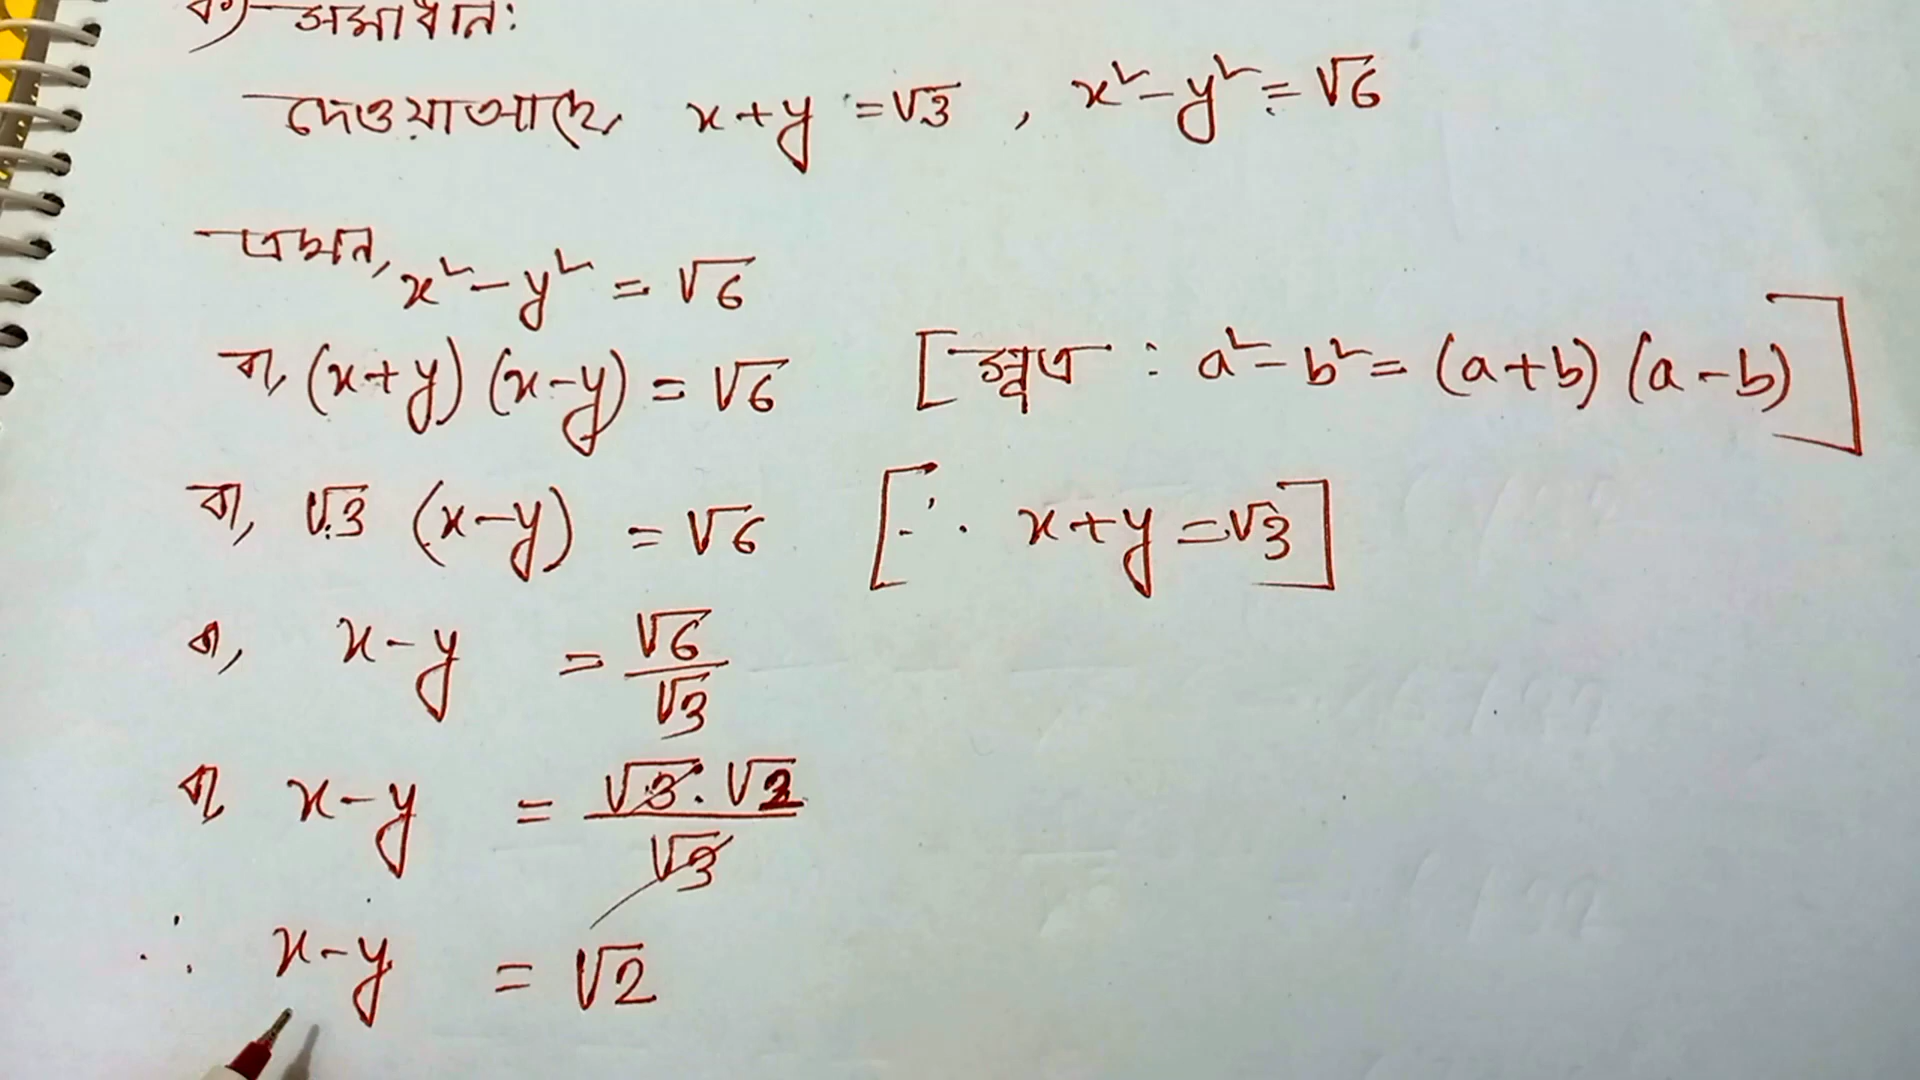 ক) সমাধান:
দেওয়াআছে, x+y = √3 , x² - y² = √6
এখন, x² - y² = √6
বা, (x+y) (x-y) = √6 [সূত্র : a² - b² = (a+b) (a-b)]
বা, √3 (x-y) = √6 [∴ x+y = √3]
বা, x-y = √6/√3
বা x-y = √3.√2/√3
∴ x-y = √2